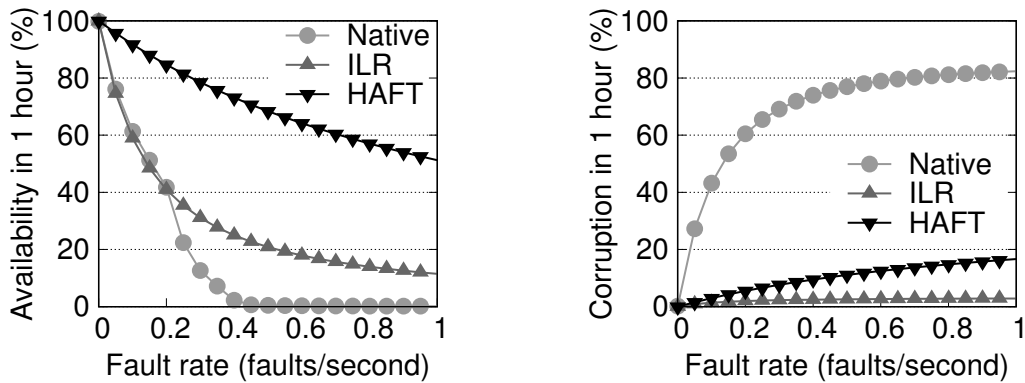 Availability in 1 hour (%)
100
80
60
40
20
0
Native
ILR
HAFT
0 0.2 0.4 0.6 0.8 1
Fault rate (faults/second)
Corruption in 1 hour (%)
100
80
60
40
20
0
Native
ILR
HAFT
0 0.2 0.4 0.6 0.8 1
Fault rate (faults/second)